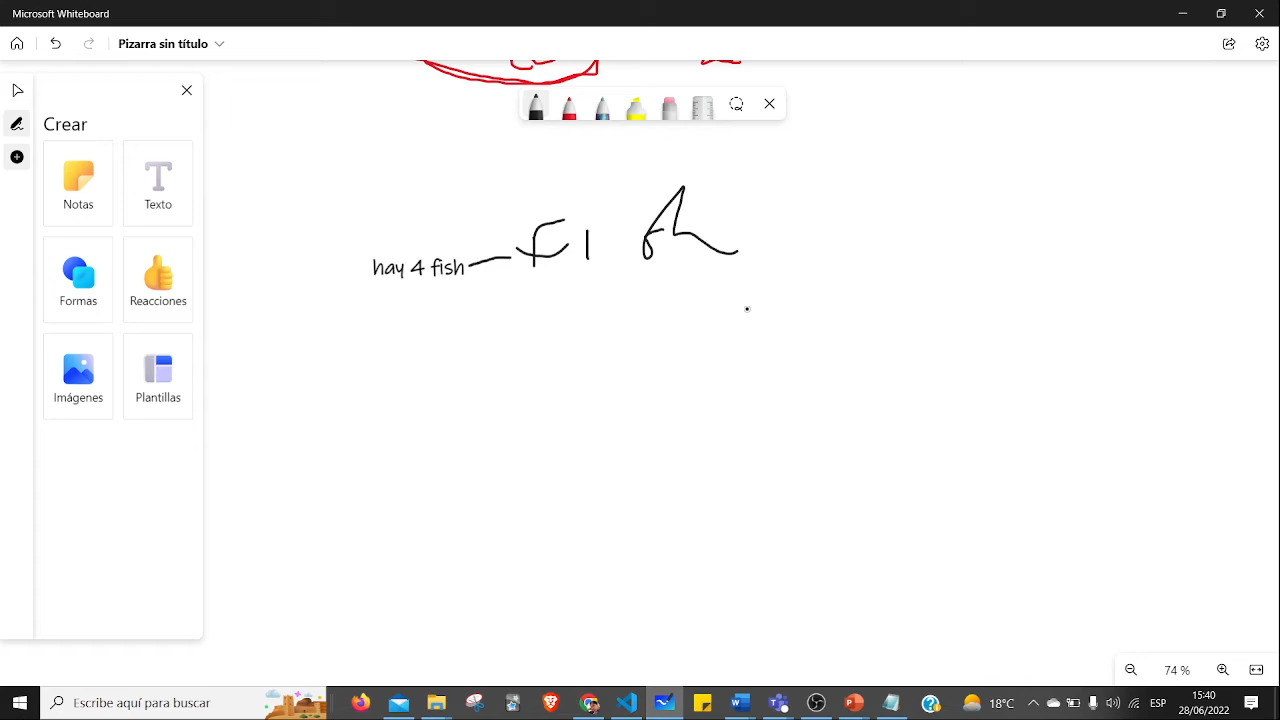 Microsoft Whiteboard
Pizarra sin título
Crear
Notas
Texto
Formas
Reacciones
Imágenes
Plantillas
hay 4 fish
74 %
Escribe aquí para buscar
18°C
ESP
15:40
28/06/2022